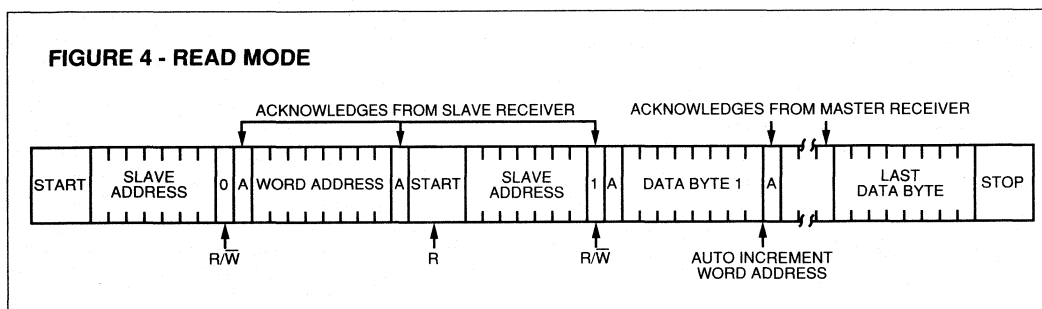 FIGURE 4 - READ MODE
ACKNOWLEDGES FROM SLAVE RECEIVER
ACKNOWLEDGES FROM MASTER RECEIVER
START
SLAVE
ADDRESS
0
A
WORD ADDRESS
A
START
SLAVE
ADDRESS
1
A
DATA BYTE 1
A
LAST
DATA BYTE
STOP
R/W̅
R
R/W̅
AUTO INCREMENT
WORD ADDRESS